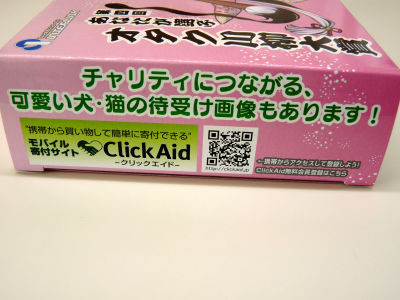 第四回
あなたが選ぶ
オタク川柳大賞
チャリティにつながる、
可愛い犬・猫の待受け画像もあります！
"携帯から買い物して簡単に寄付できる"
モバイル
寄付サイト
ClickAid
-クリックエイド-
http://clickaid.jp
←携帯からアクセスして登録しよう!
ClickAid無料会員登録はこちら